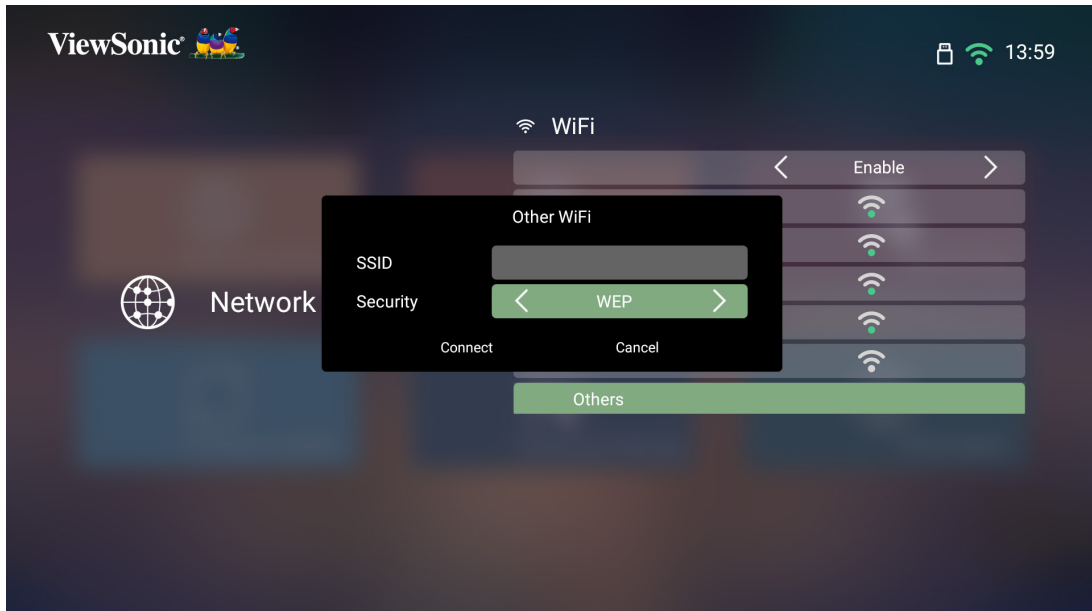 ViewSonic®
13:59
WiFi
Enable
Other WiFi
SSID
Network
Security
WEP
Connect
Cancel
Others